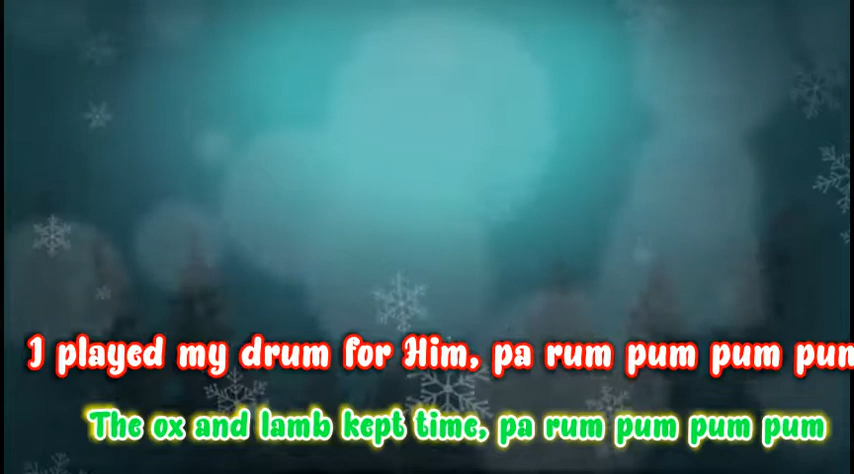 I played my drum for Him, pa rum pum pum pum
The ox and lamb kept time, pa rum pum pum pum